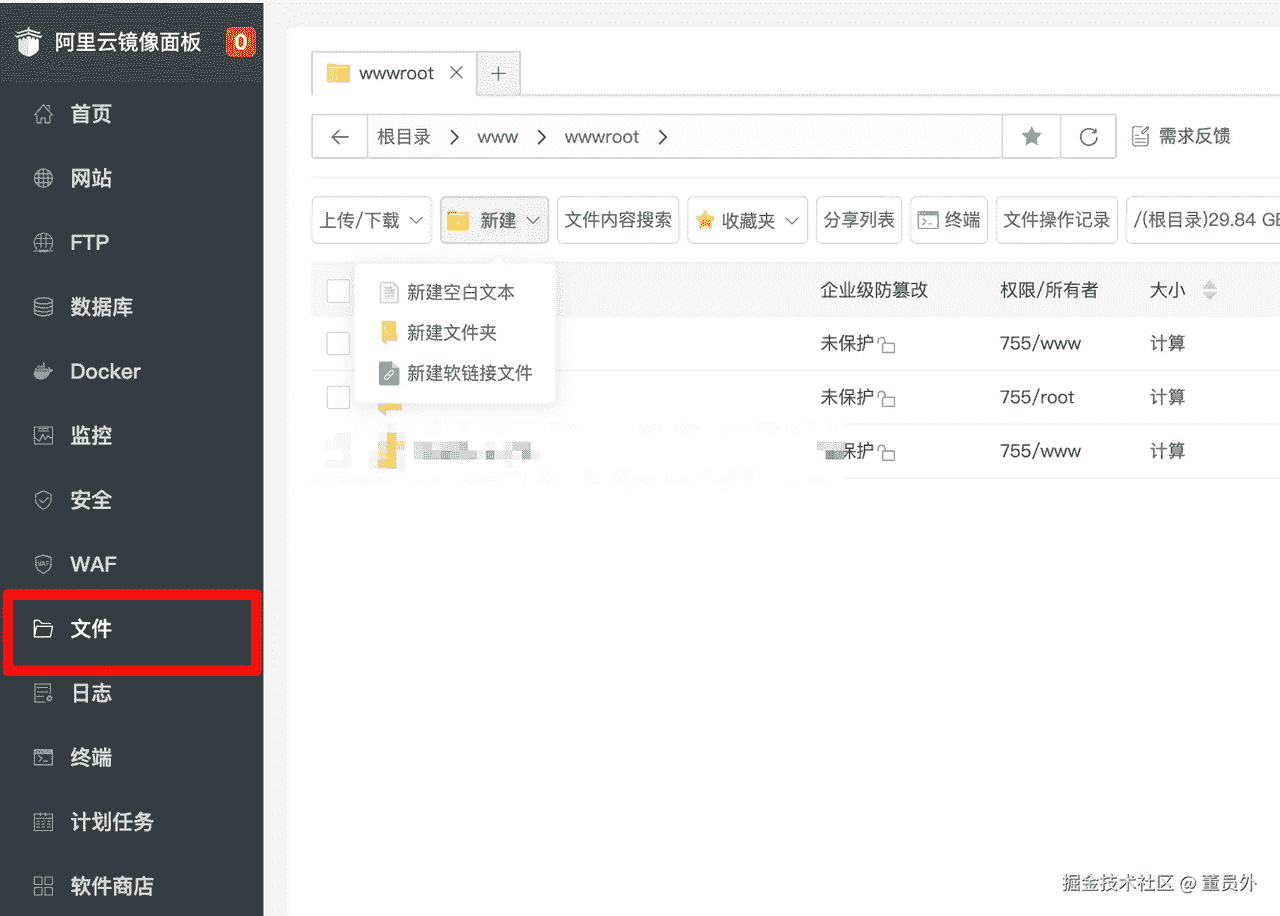 阿里云镜像面板 0
首页
网站
FTP
数据库
Docker
监控
安全
WAF
文件
日志
终端
计划任务
软件商店
wwwroot
根目录 www wwwroot
需求反馈
上传/下载 新建 文件内容搜索 收藏夹 分享列表 终端 文件操作记录 /(根目录)29.84 GB
新建空白文本
新建文件夹
新建软链接文件
企业级防篡改 权限/所有者 大小
未保护 755/www 计算
未保护 755/root 计算
保护 755/www 计算
掘金技术社区 @ 董员外